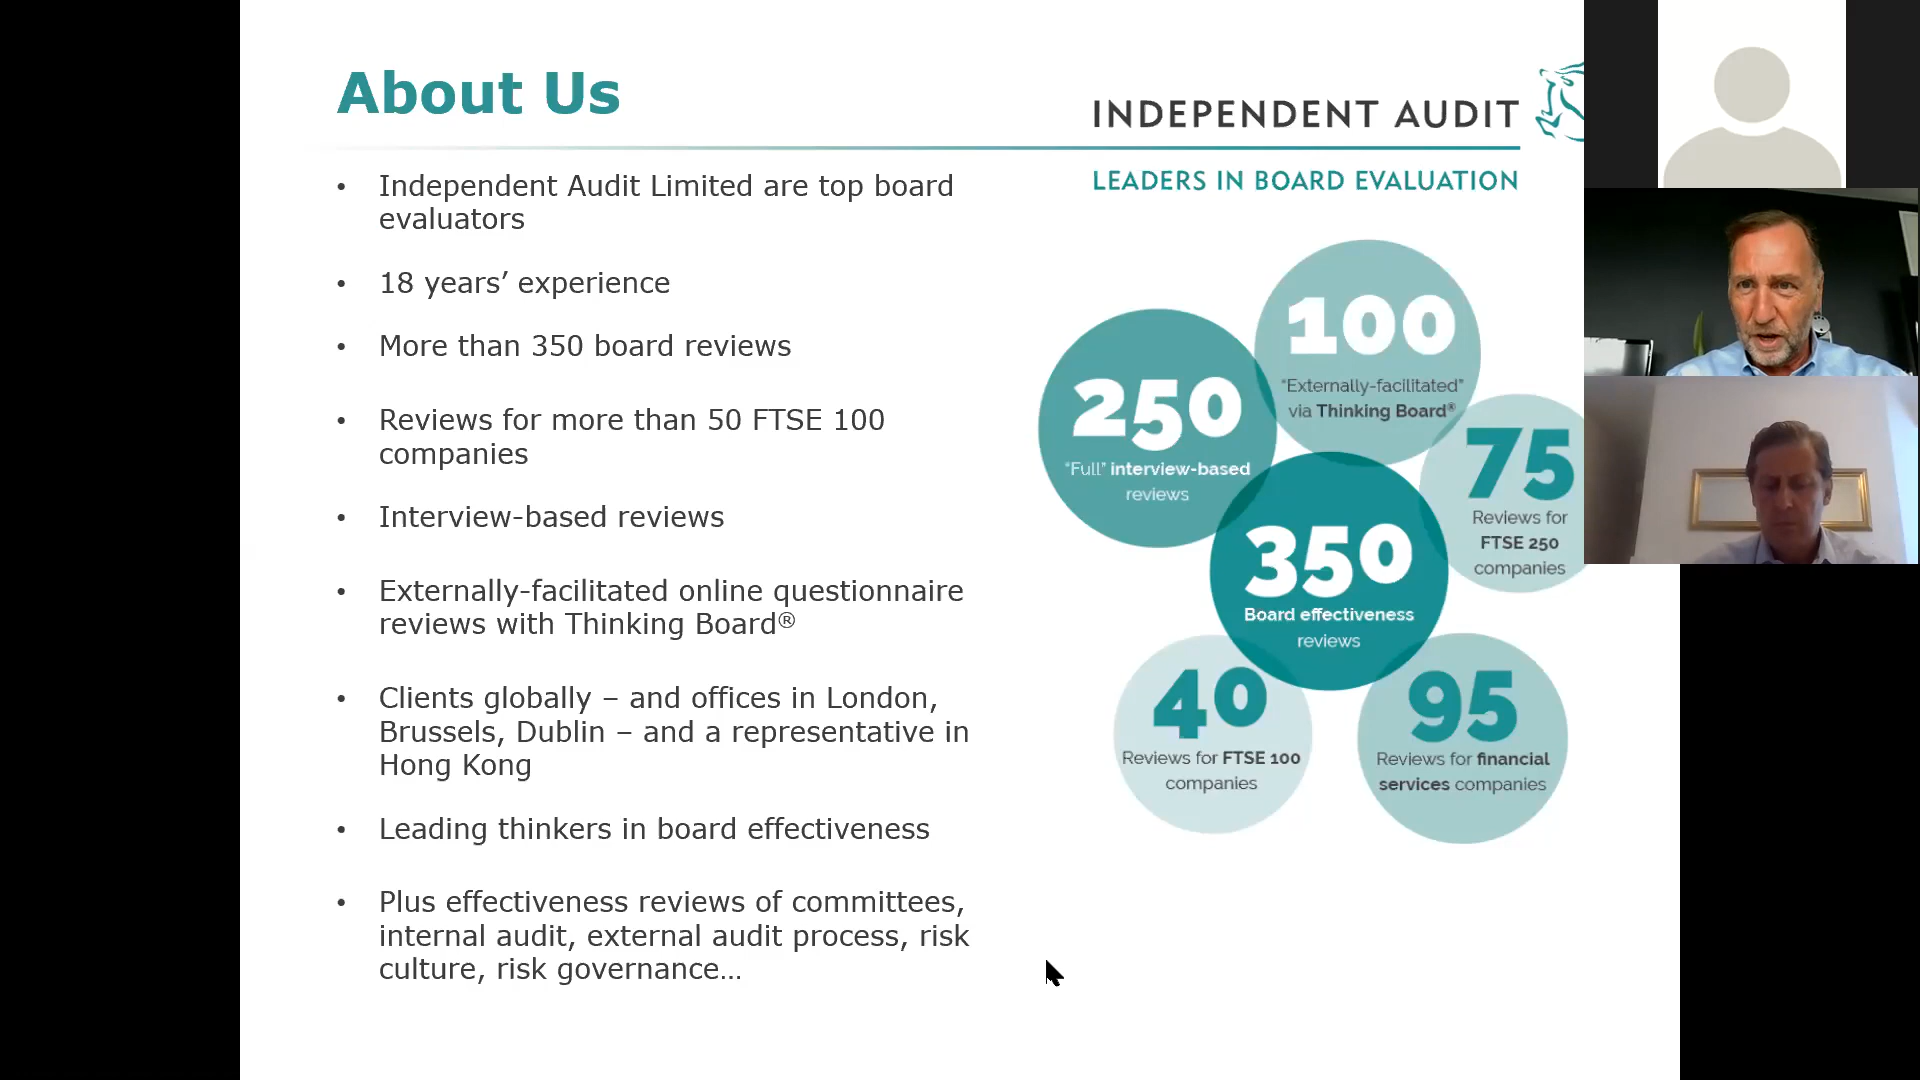 About Us
INDEPENDENT AUDIT
LEADERS IN BOARD EVALUATION
• Independent Audit Limited are top board
evaluators
• 18 years’ experience
• More than 350 board reviews
• Reviews for more than 50 FTSE 100
companies
• Interview-based reviews
• Externally-facilitated online questionnaire
reviews with Thinking Board®
• Clients globally – and offices in London,
Brussels, Dublin – and a representative in
Hong Kong
• Leading thinkers in board effectiveness
• Plus effectiveness reviews of committees,
internal audit, external audit process, risk
culture, risk governance…
100
“Externally-facilitated”
via Thinking Board®
250
“Full” interview-based
reviews
75
Reviews for
FTSE 250
companies
350
Board effectiveness
reviews
40
Reviews for FTSE 100
companies
95
Reviews for financial
services companies